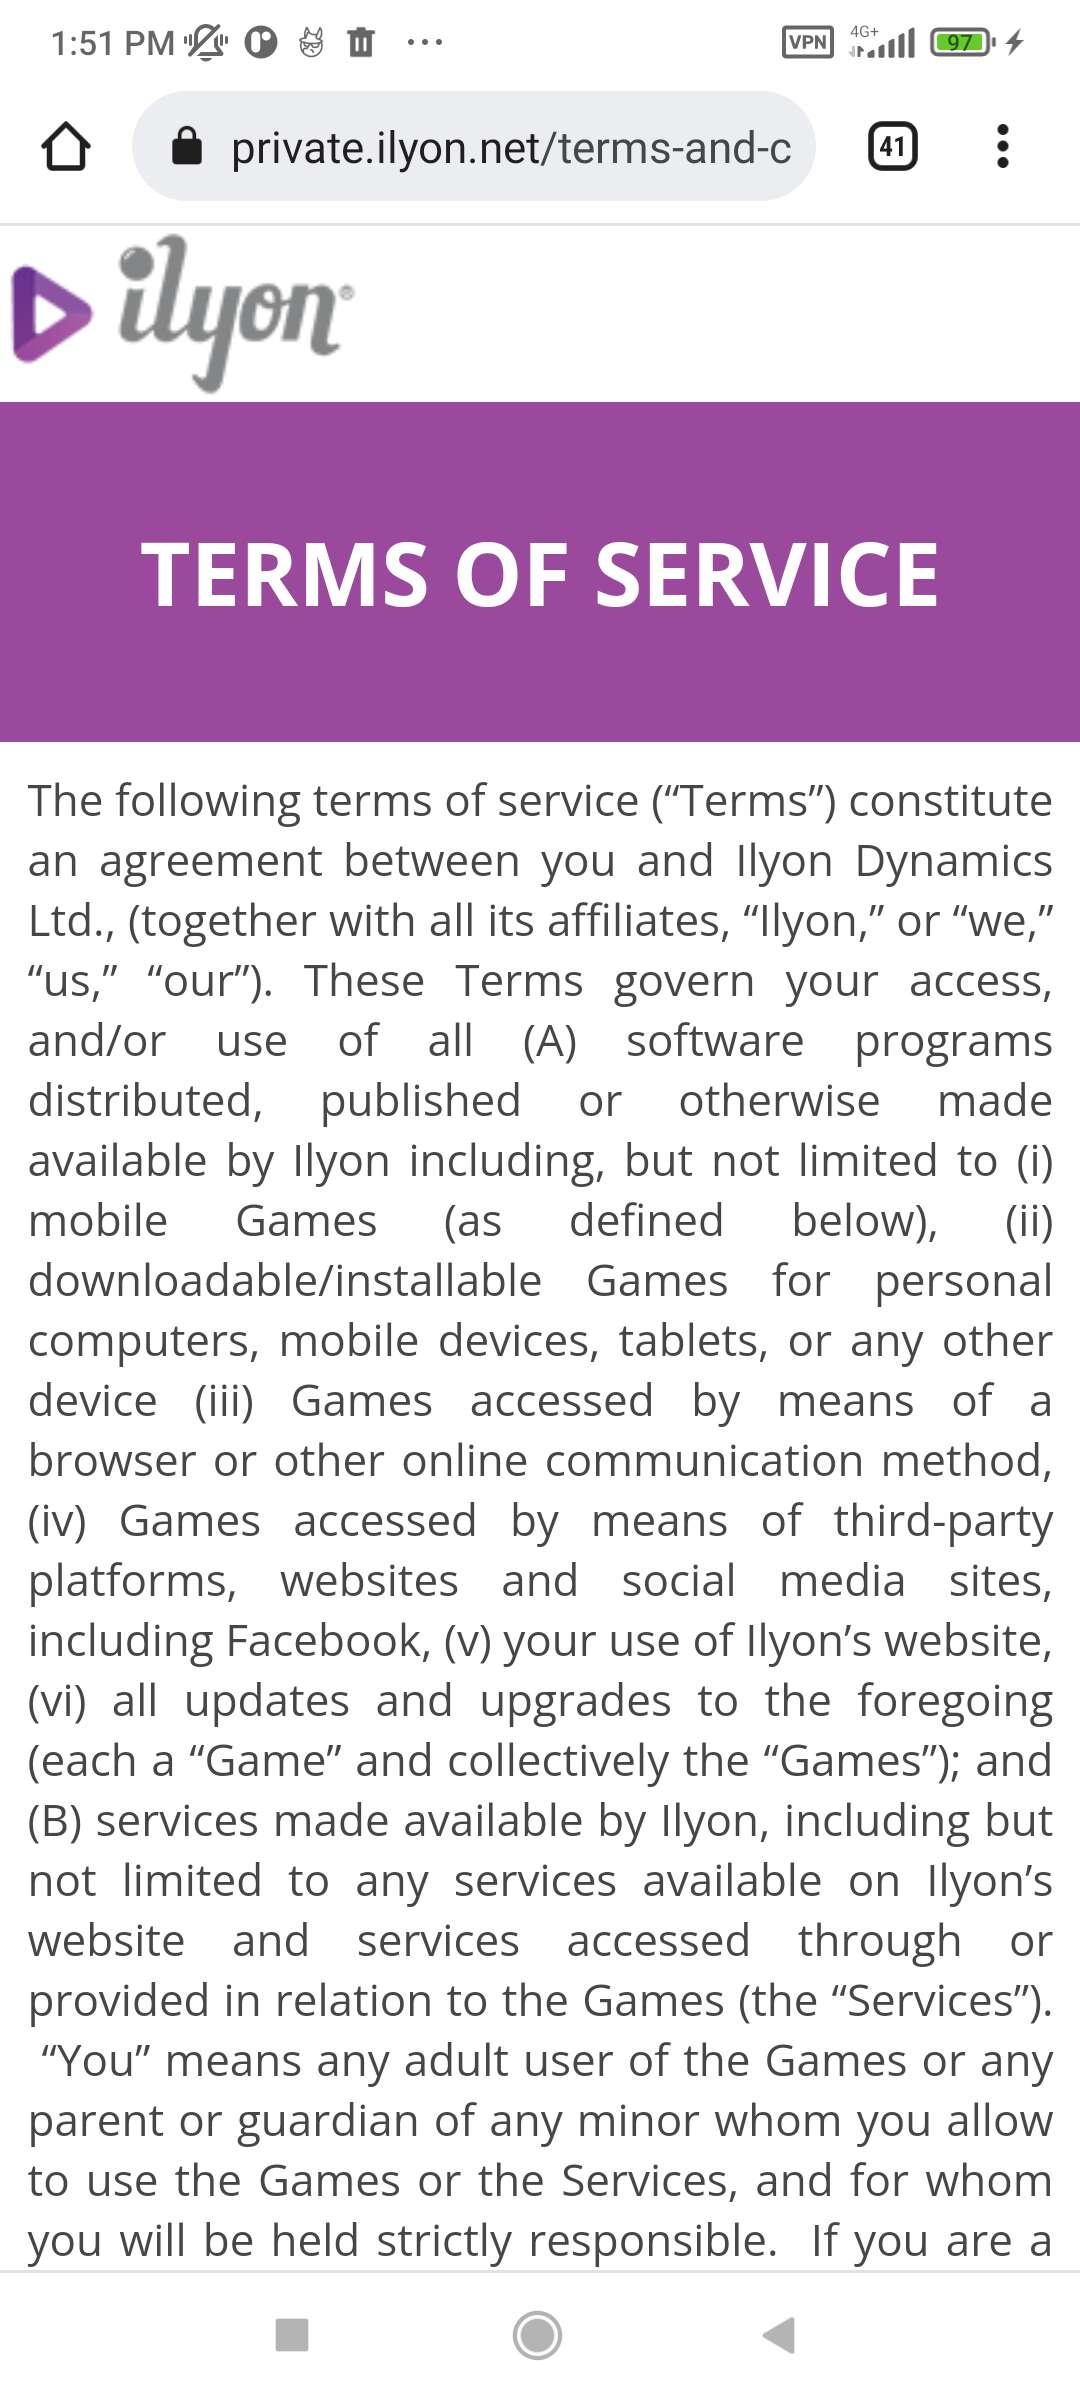 1:51 PM
VPN 4G+ 97
private.ilyon.net/terms-and-c
41
ilyon®
TERMS OF SERVICE
The following terms of service (“Terms”) constitute
an agreement between you and Ilyon Dynamics
Ltd., (together with all its affiliates, “Ilyon,” or “we,”
“us,” “our”). These Terms govern your access,
and/or use of all (A) software programs
distributed, published or otherwise made
available by Ilyon including, but not limited to (i)
mobile Games (as defined below), (ii)
downloadable/installable Games for personal
computers, mobile devices, tablets, or any other
device (iii) Games accessed by means of a
browser or other online communication method,
(iv) Games accessed by means of third-party
platforms, websites and social media sites,
including Facebook, (v) your use of Ilyon’s website,
(vi) all updates and upgrades to the foregoing
(each a “Game” and collectively the “Games”); and
(B) services made available by Ilyon, including but
not limited to any services available on Ilyon’s
website and services accessed through or
provided in relation to the Games (the “Services”).
“You” means any adult user of the Games or any
parent or guardian of any minor whom you allow
to use the Games or the Services, and for whom
you will be held strictly responsible.  If you are a